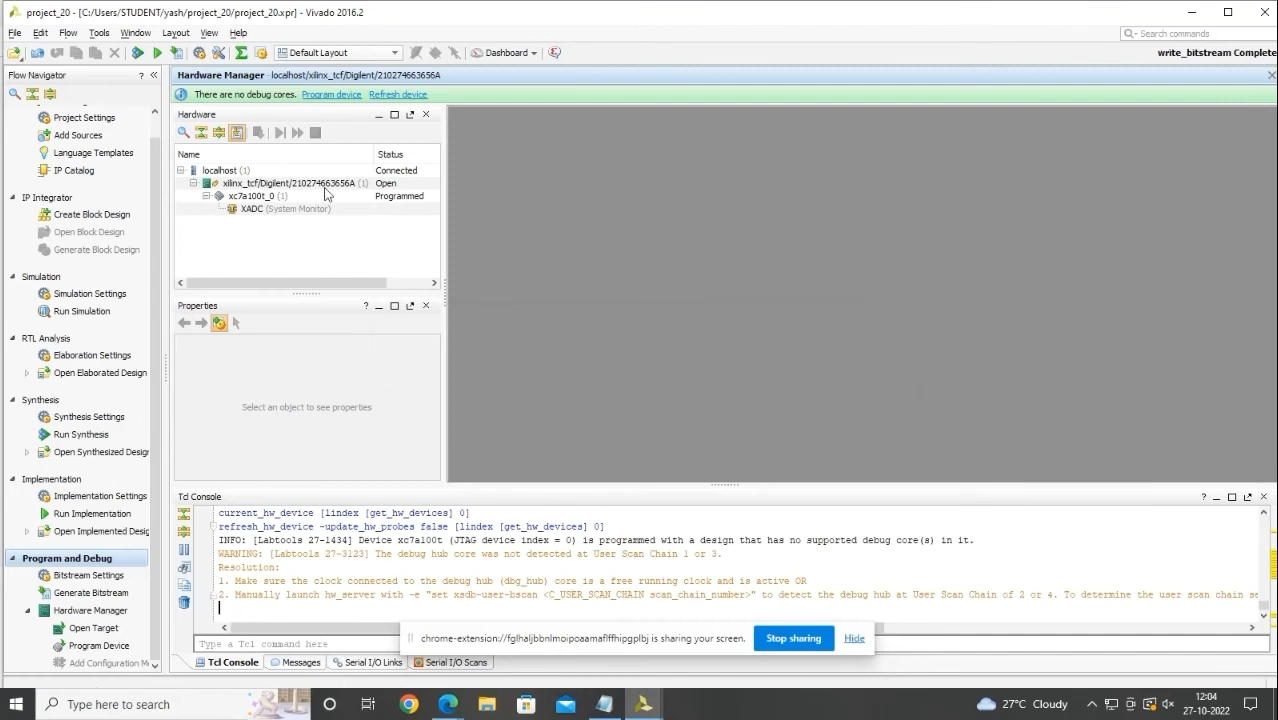 project_20 - [C:/Users/STUDENT/yash/project_20/project_20.xpr] - Vivado 2016.2
File Edit Flow Tools Window Layout View Help
Search commands
Default Layout
Dashboard
write_bitstream Complete
Flow Navigator
Project Settings
Add Sources
Language Templates
IP Catalog
IP Integrator
Create Block Design
Open Block Design
Generate Block Design
Simulation
Simulation Settings
Run Simulation
RTL Analysis
Elaboration Settings
Open Elaborated Design
Synthesis
Synthesis Settings
Run Synthesis
Open Synthesized Design
Implementation
Implementation Settings
Run Implementation
Open Implemented Desig
Program and Debug
Bitstream Settings
Generate Bitstream
Hardware Manager
Open Target
Program Device
Add Configuration M
Hardware Manager - localhost/xilinx_tcf/Digilent/210274663656A
There are no debug cores. Program device Refresh device
Hardware
Name Status
localhost (1) Connected
xilinx_tcf/Digilent/210274663656A (1) Open
xc7a100t_0 (1) Programmed
XADC (System Monitor)
Properties
Select an object to see properties
Tcl Console
current_hw_device [lindex [get_hw_devices] 0]
refresh_hw_device -update_hw_probes false [lindex [get_hw_devices] 0]
INFO: [Labtools 27-1434] Device xc7a100t (JTAG device index = 0) is programmed with a design that has no supported debug core(s) in it.
WARNING: [Labtools 27-3123] The debug hub core was not detected at User Scan Chain 1 or 3.
Resolution:
1. Make sure the clock connected to the debug hub (dbg_hub) core is a free running clock and is active OR
2. Manually launch hw_server with -e "set xsdb-user-bscan <C_USER_SCAN_CHAIN scan_chain_number>" to detect the debug hub at User Scan Chain of 2 or 4. To determine the user scan chain se
Type a Tcl command here
chrome-extension://fglhaljbbnlmoipoaamaflffhipgplbj is sharing your screen. Stop sharing Hide
Tcl Console Messages Serial I/O Links Serial I/O Scans
Type here to search
27°C Cloudy
12:04
27-10-2022